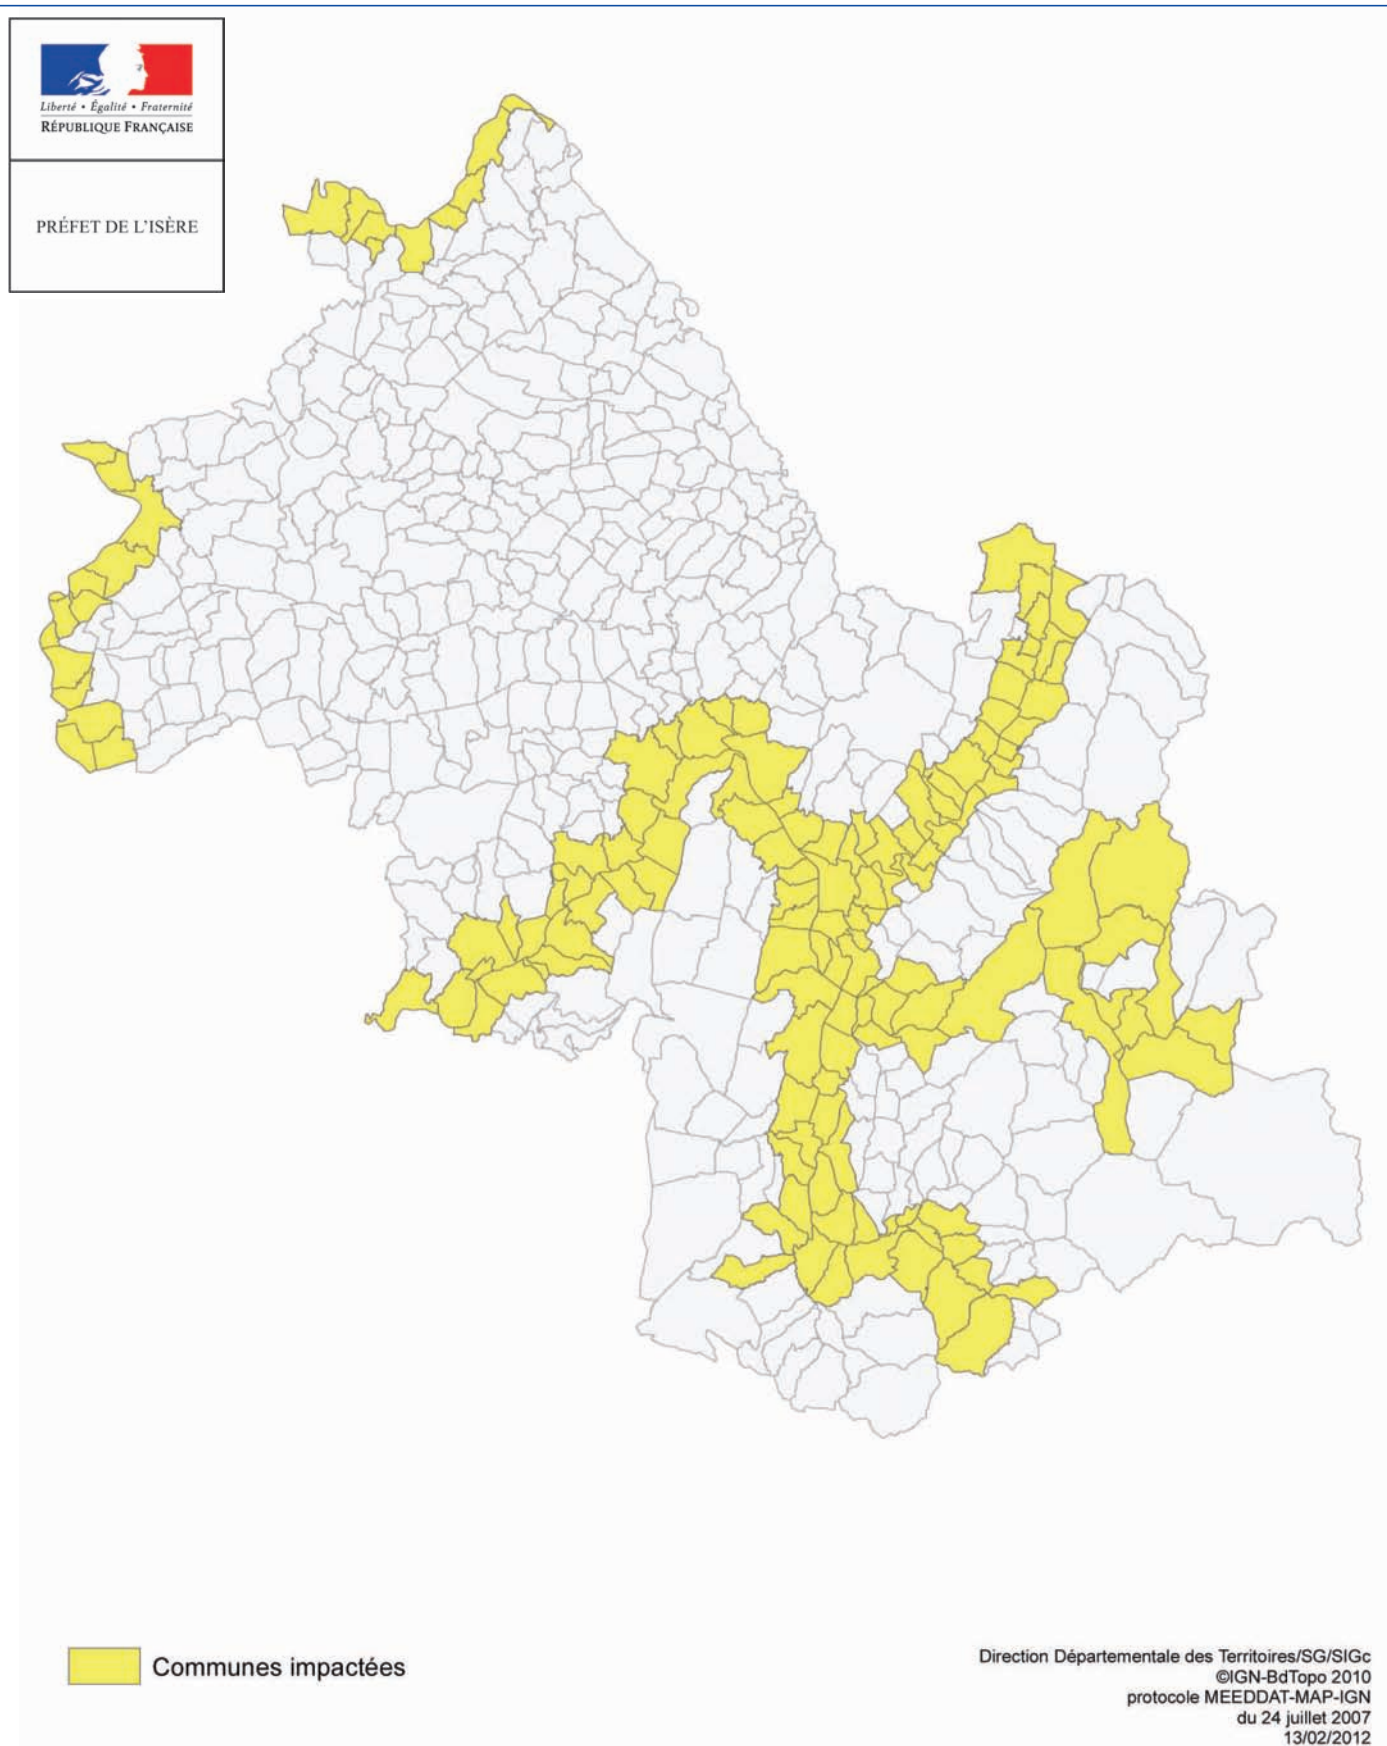 Liberté • Égalité • Fraternité
RÉPUBLIQUE FRANÇAISE
PRÉFET DE L'ISÈRE
Communes impactées
Direction Départementale des Territoires/SG/SIGc
©IGN-BdTopo 2010
protocole MEEDDAT-MAP-IGN
du 24 juillet 2007
13/02/2012